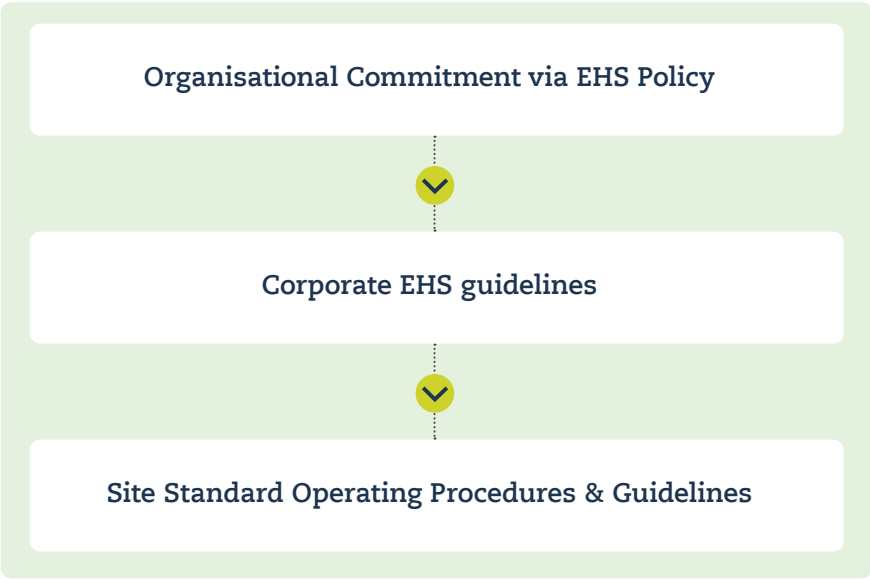 Organisational Commitment via EHS Policy
Corporate EHS guidelines
Site Standard Operating Procedures & Guidelines